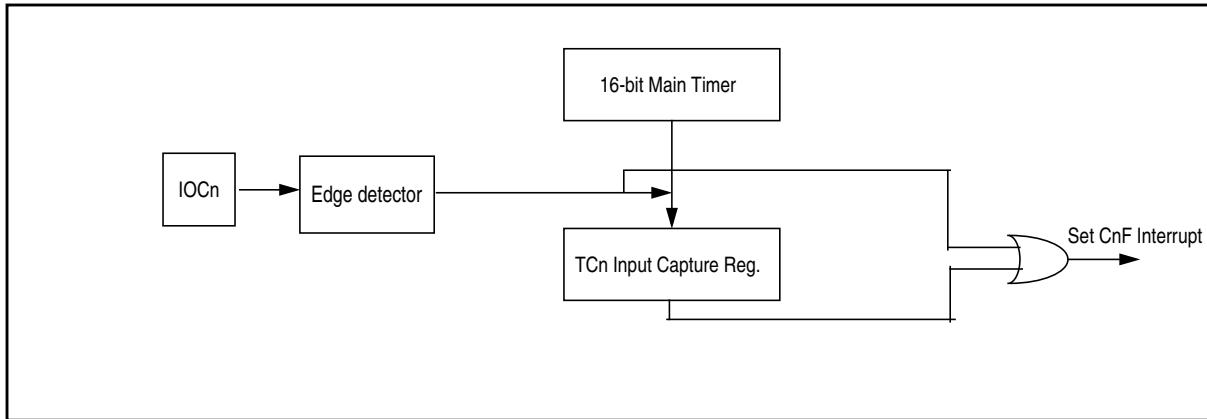 16-bit Main Timer
IOCn
Edge detector
Set CnF Interrupt
TCn Input Capture Reg.